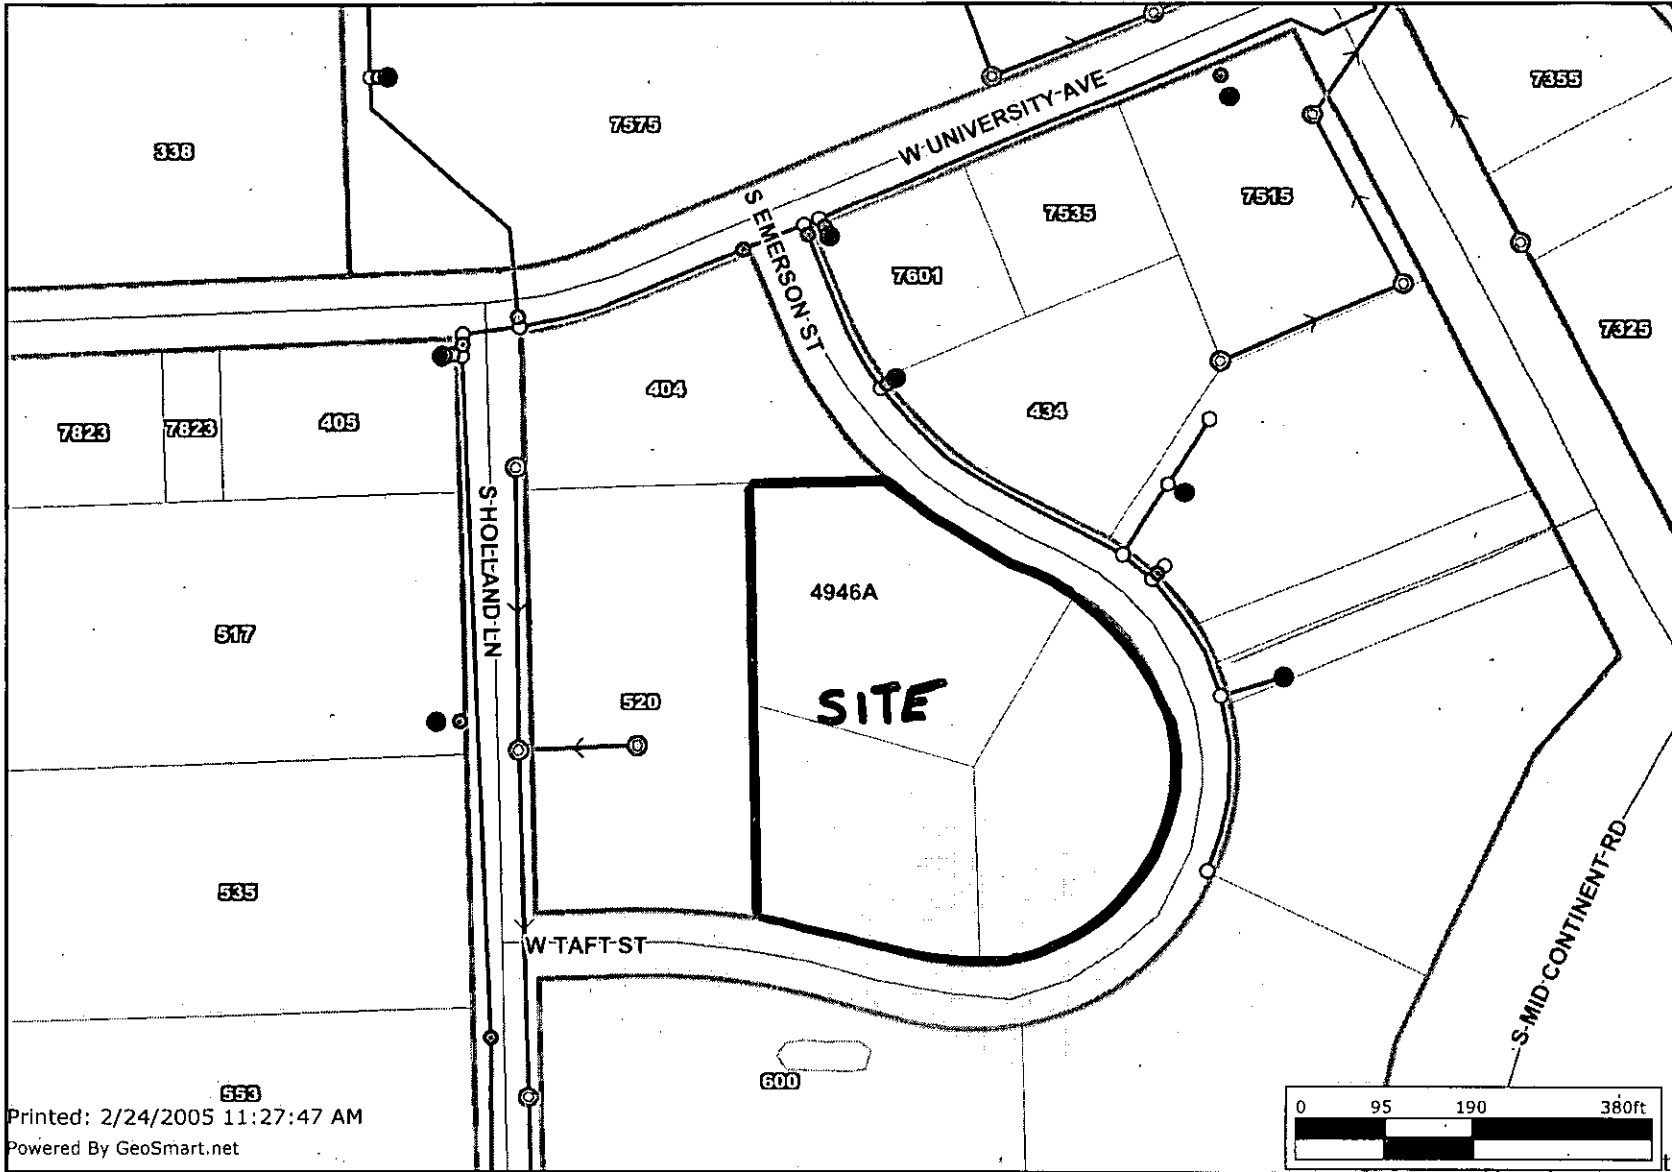 7355
338
7575
W UNIVERSITY AVE
S EMERSON ST
7535
7515
7601
7325
404
434
7823
7823
405
S HOLLAND LN
4946A
517
520
SITE
535
W TAFT ST
S MID CONTINENT RD
600
553
Printed: 2/24/2005 11:27:47 AM
Powered By GeoSmart.net
0 95 190 380ft